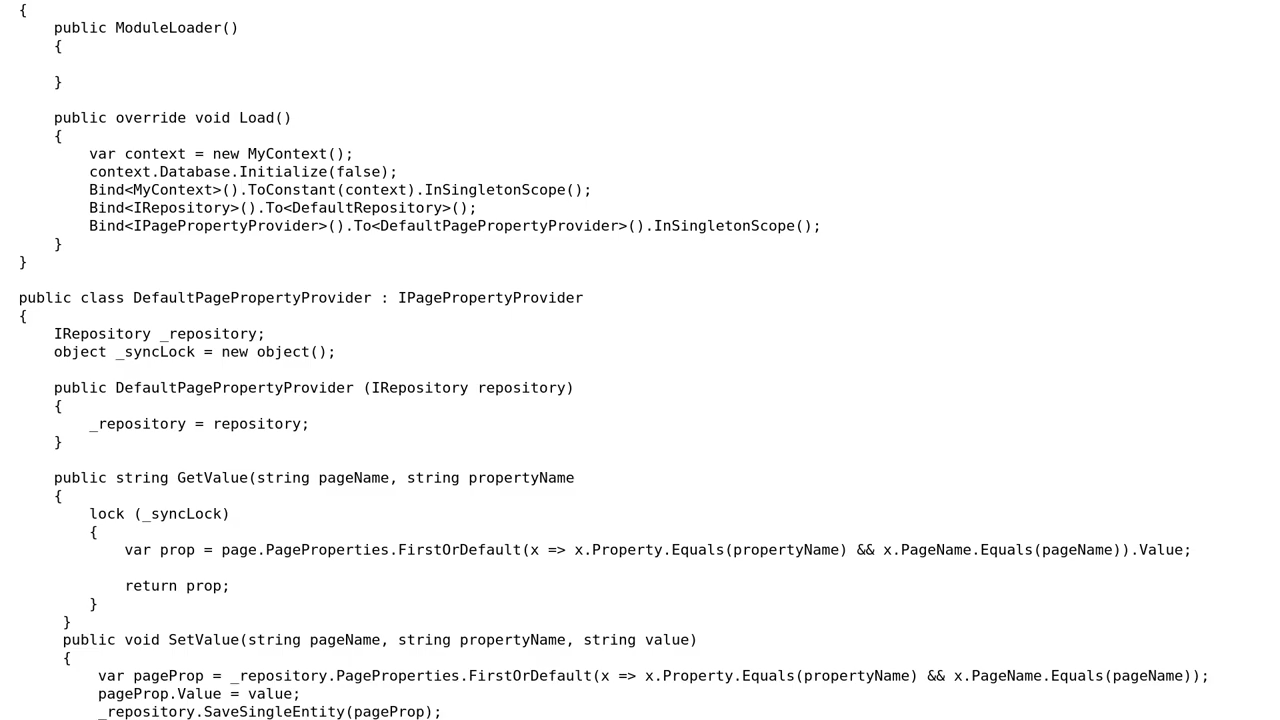 {
    public ModuleLoader()
    {

    }

    public override void Load()
    {
        var context = new MyContext();
        context.Database.Initialize(false);
        Bind<MyContext>().ToConstant(context).InSingletonScope();
        Bind<IRepository>().To<DefaultRepository>();
        Bind<IPagePropertyProvider>().To<DefaultPagePropertyProvider>().InSingletonScope();
    }
}

public class DefaultPagePropertyProvider : IPagePropertyProvider
{
    IRepository _repository;
    object _syncLock = new object();

    public DefaultPagePropertyProvider (IRepository repository)
    {
        _repository = repository;
    }

    public string GetValue(string pageName, string propertyName
    {
        lock (_syncLock)
        {
            var prop = page.PageProperties.FirstOrDefault(x => x.Property.Equals(propertyName) && x.PageName.Equals(pageName)).Value;

            return prop;
        }
     }
     public void SetValue(string pageName, string propertyName, string value)
     {
         var pageProp = _repository.PageProperties.FirstOrDefault(x => x.Property.Equals(propertyName) && x.PageName.Equals(pageName));
         pageProp.Value = value;
         _repository.SaveSingleEntity(pageProp);